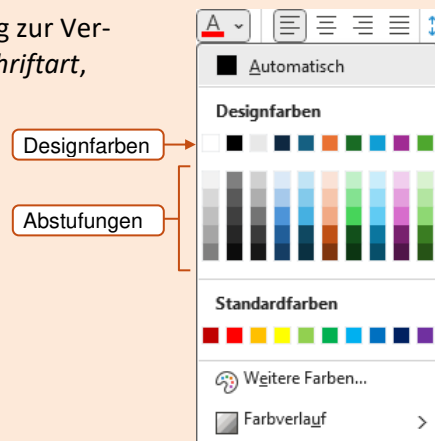 g zur Ver-
hriftart,
A
Automatisch
Designfarben
Designfarben
Abstufungen
Standardfarben
Weitere Farben...
Farbverlauf